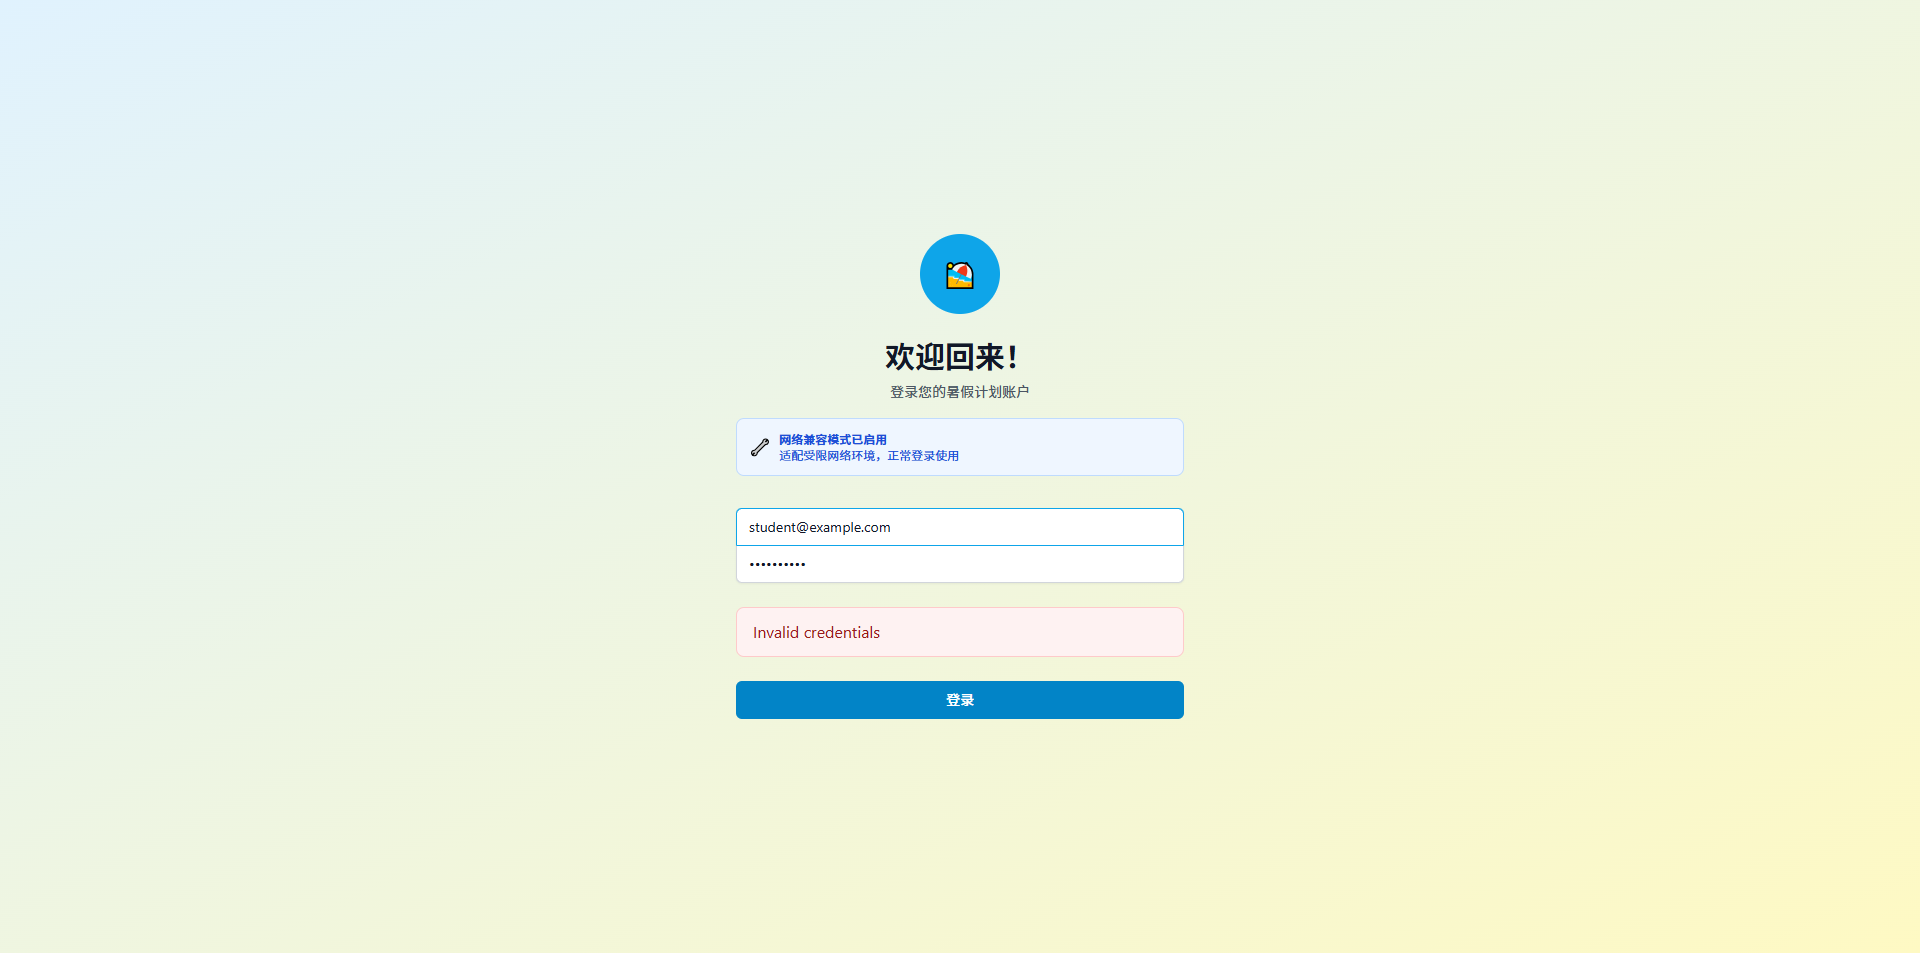 欢迎回来！
登录您的暑假计划账户
网络兼容模式已启用
适配受限网络环境，正常登录使用
student@example.com
••••••••••
Invalid credentials
登录